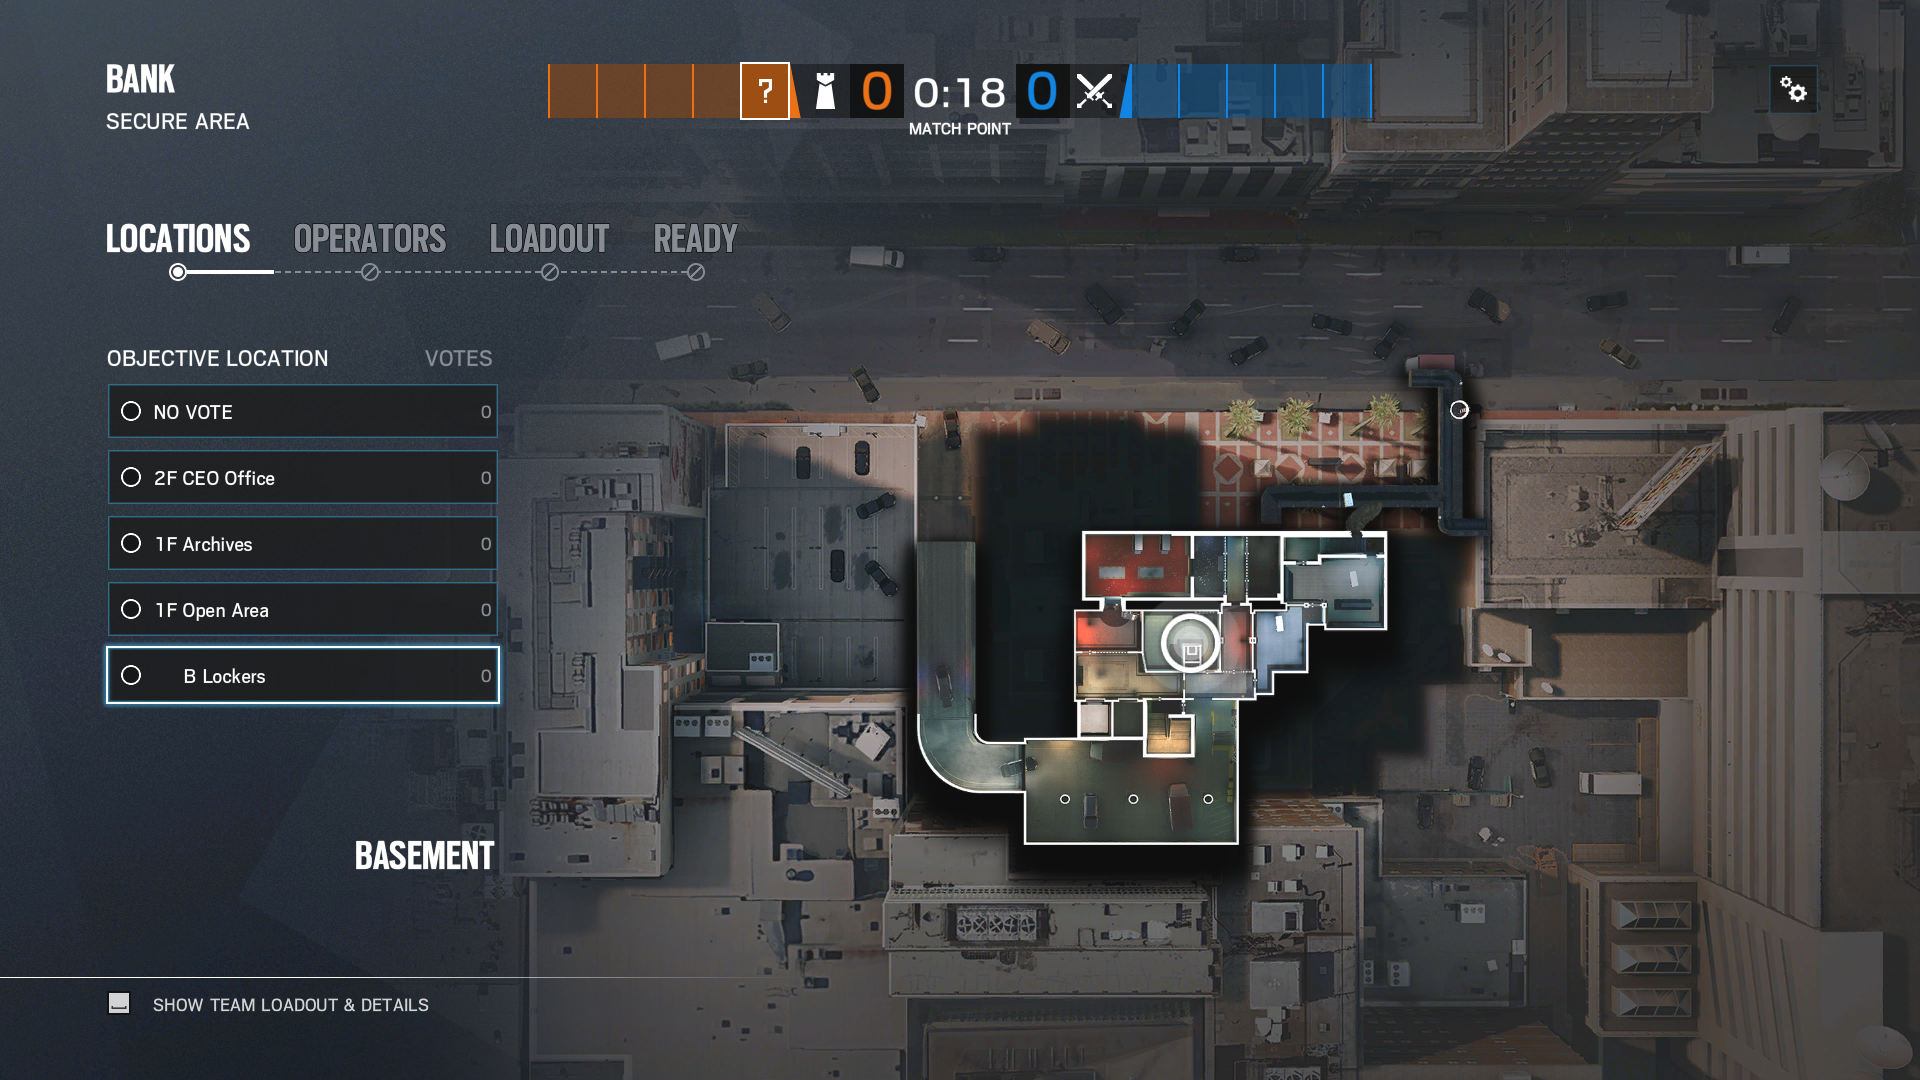 BANK
SECURE AREA
?
0
0:18
0
MATCH POINT
LOCATIONS
OPERATORS
LOADOUT
READY
OBJECTIVE LOCATION
VOTES
NO VOTE
0
2F CEO Office
0
1F Archives
0
1F Open Area
0
B Lockers
0
BASEMENT
SHOW TEAM LOADOUT & DETAILS